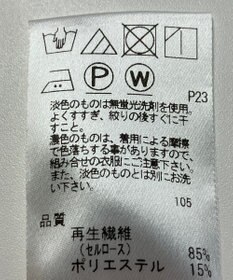 P W
P23
淡色のものは無蛍光洗剤を使用。
よくすすぎ、絞りの後すぐに干
すこと。
濃色のものは、着用による摩擦
で色落ちする事がありますので、
組み合せの衣服にご注意下さい。
また、淡色のものとは別にお洗
い下さい。
105
品質
再生繊維
(セルロース) 85%
ポリエステル 15%